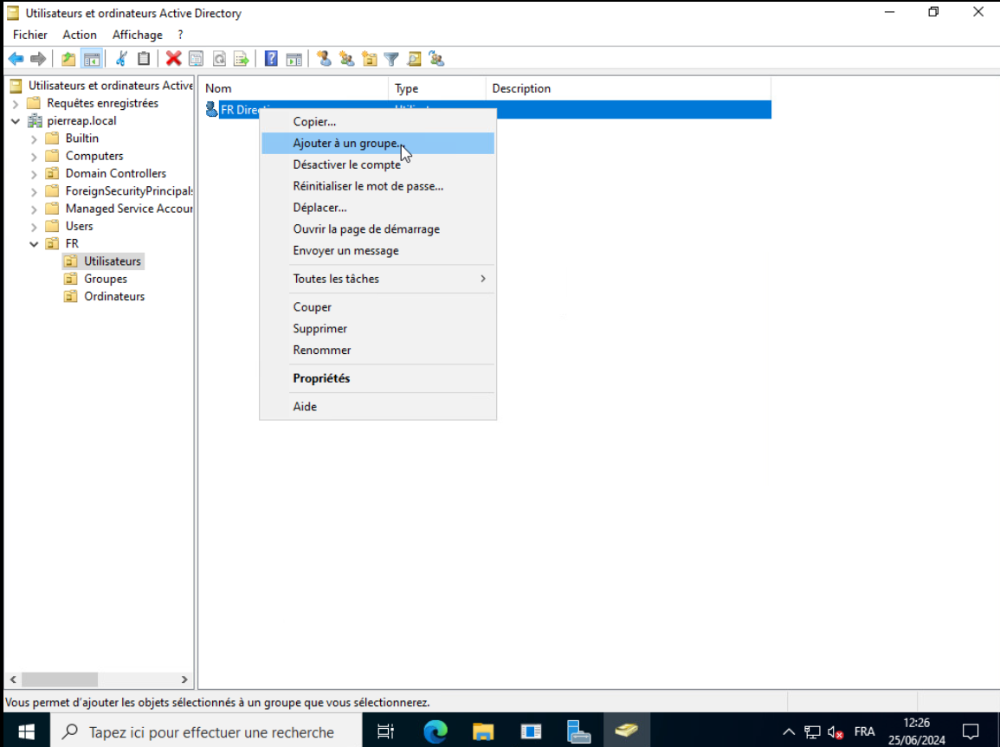 Utilisateurs et ordinateurs Active Directory
Fichier Action Affichage ?
Utilisateurs et ordinateurs Active
Requêtes enregistrées
pierreap.local
Builtin
Computers
Domain Controllers
ForeignSecurityPrincipals
Managed Service Accour
Users
FR
Utilisateurs
Groupes
Ordinateurs
Nom Type Description
FR Directi
Copier...
Ajouter à un groupe...
Désactiver le compte
Réinitialiser le mot de passe...
Déplacer...
Ouvrir la page de démarrage
Envoyer un message
Toutes les tâches
Couper
Supprimer
Renommer
Propriétés
Aide
Vous permet d'ajouter les objets sélectionnés à un groupe que vous sélectionnerez.
Tapez ici pour effectuer une recherche
FRA
12:26
25/06/2024